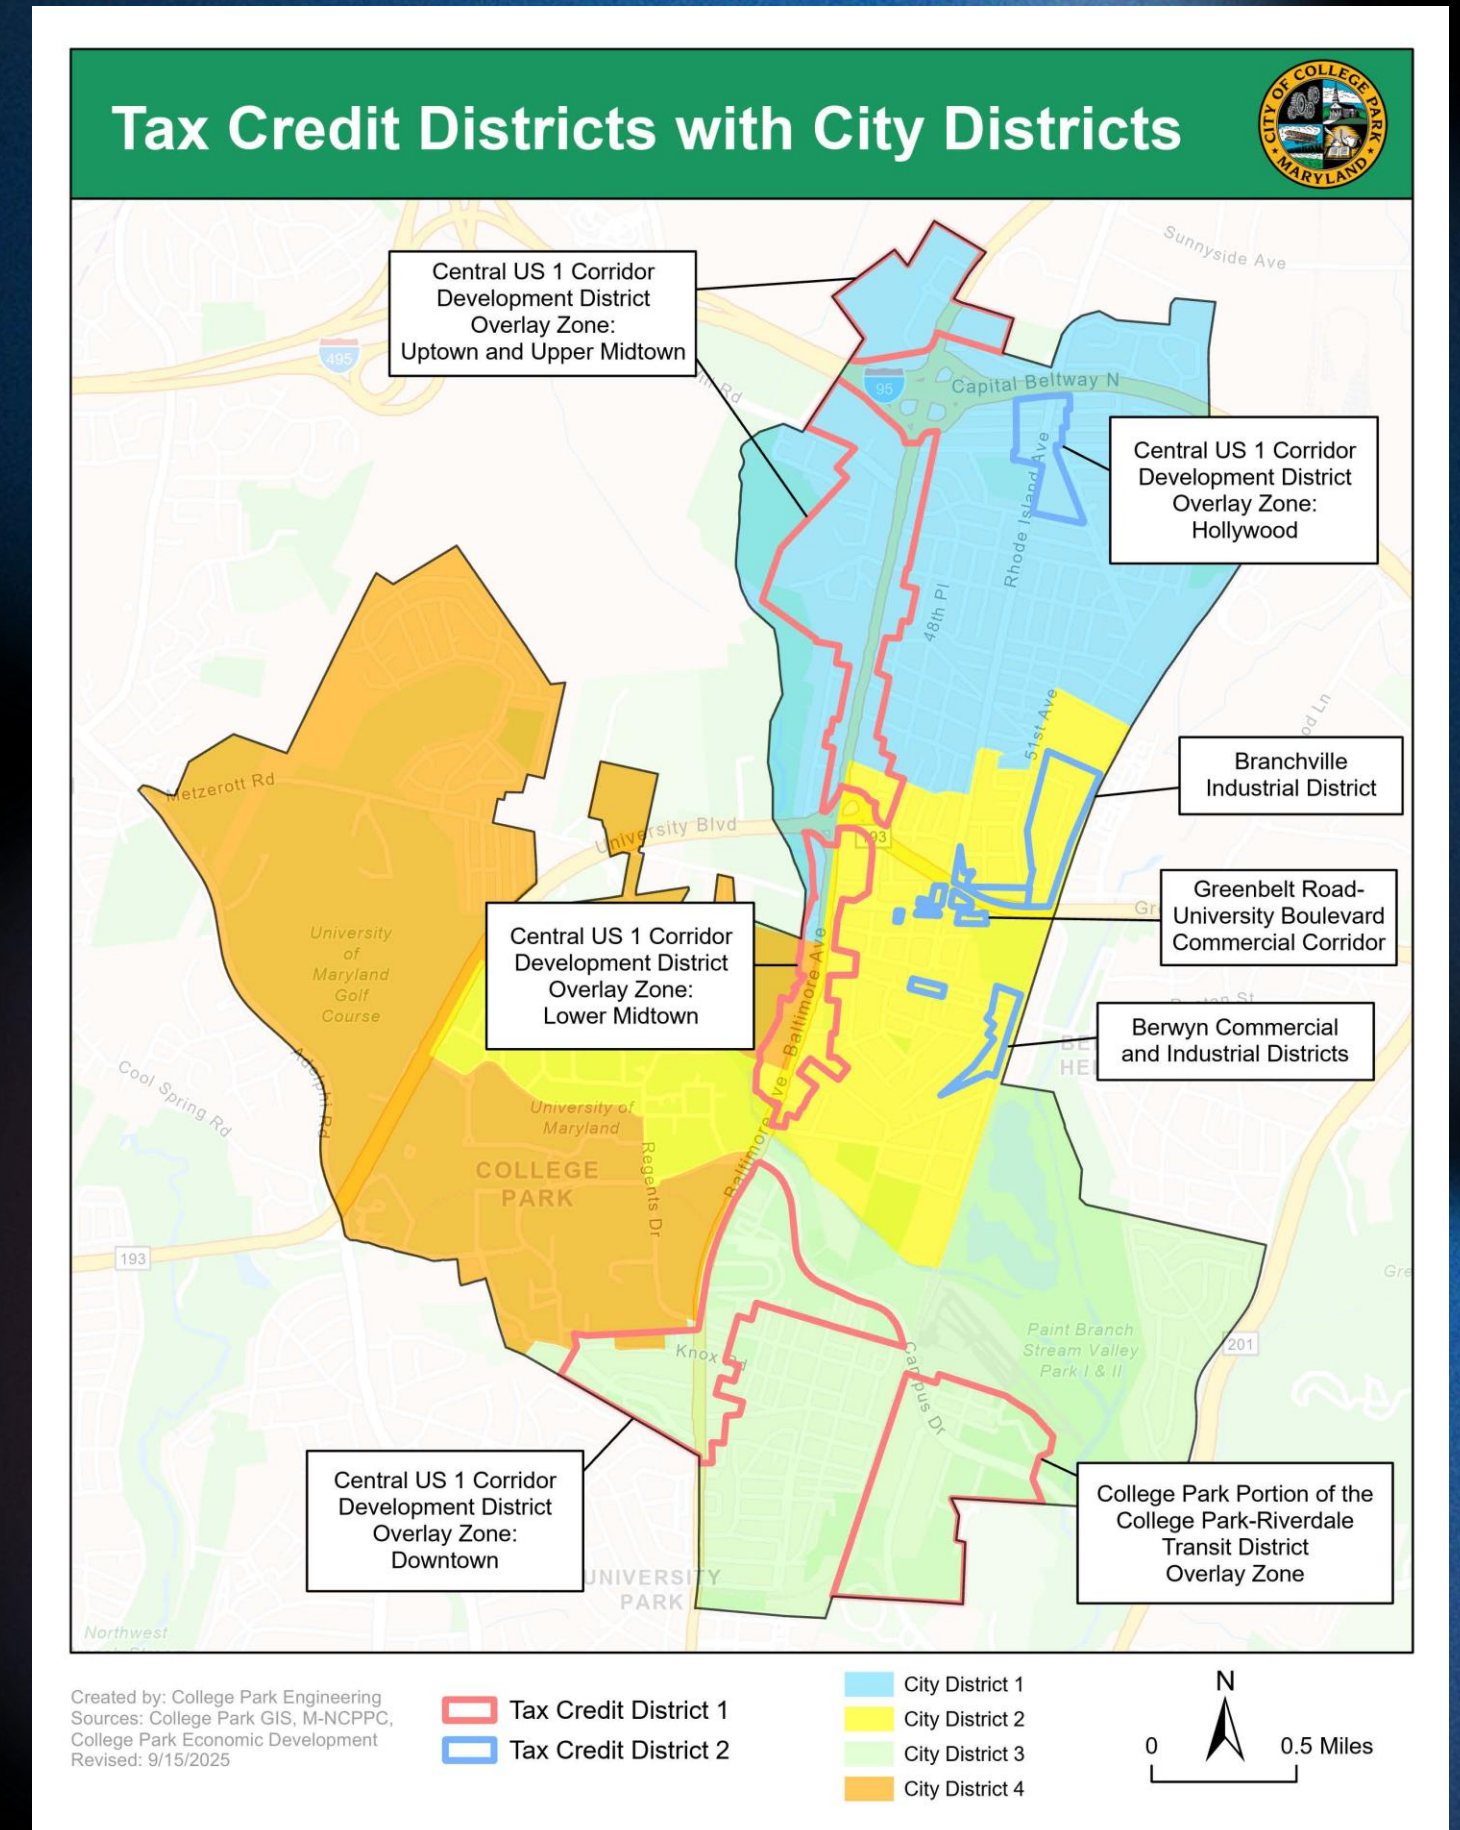 Tax Credit Districts with City Districts
CITY OF COLLEGE PARK
MARYLAND
Sunnyside Ave
Central US 1 Corridor
Development District
Overlay Zone:
Uptown and Upper Midtown
495
Rd
95
Capital Beltway N
Central US 1 Corridor
Development District
Overlay Zone:
Hollywood
Rhode Island Ave
48th Pl
51st Ave
Metzerott Rd
University Blvd
193
Branchville
Industrial District
Greenbelt Road-
University Boulevard
Commercial Corridor
University
of
Maryland
Golf
Course
Central US 1 Corridor
Development District
Overlay Zone:
Lower Midtown
Baltimore Ave
Berwyn Commercial
and Industrial Districts
Adelphi Rd
Cool Spring Rd
University of
Maryland
COLLEGE
PARK
Regents Dr
Baltimore Ave
193
Knox Rd
Campus Dr
Paint Branch
Stream Valley
Park I & II
201
Central US 1 Corridor
Development District
Overlay Zone:
Downtown
College Park Portion of the
College Park-Riverdale
Transit District
Overlay Zone
UNIVERSITY
PARK
Northwest
Created by: College Park Engineering
Sources: College Park GIS, M-NCPPC,
College Park Economic Development
Revised: 9/15/2025
Tax Credit District 1
Tax Credit District 2
City District 1
City District 2
City District 3
City District 4
N
0 0.5 Miles